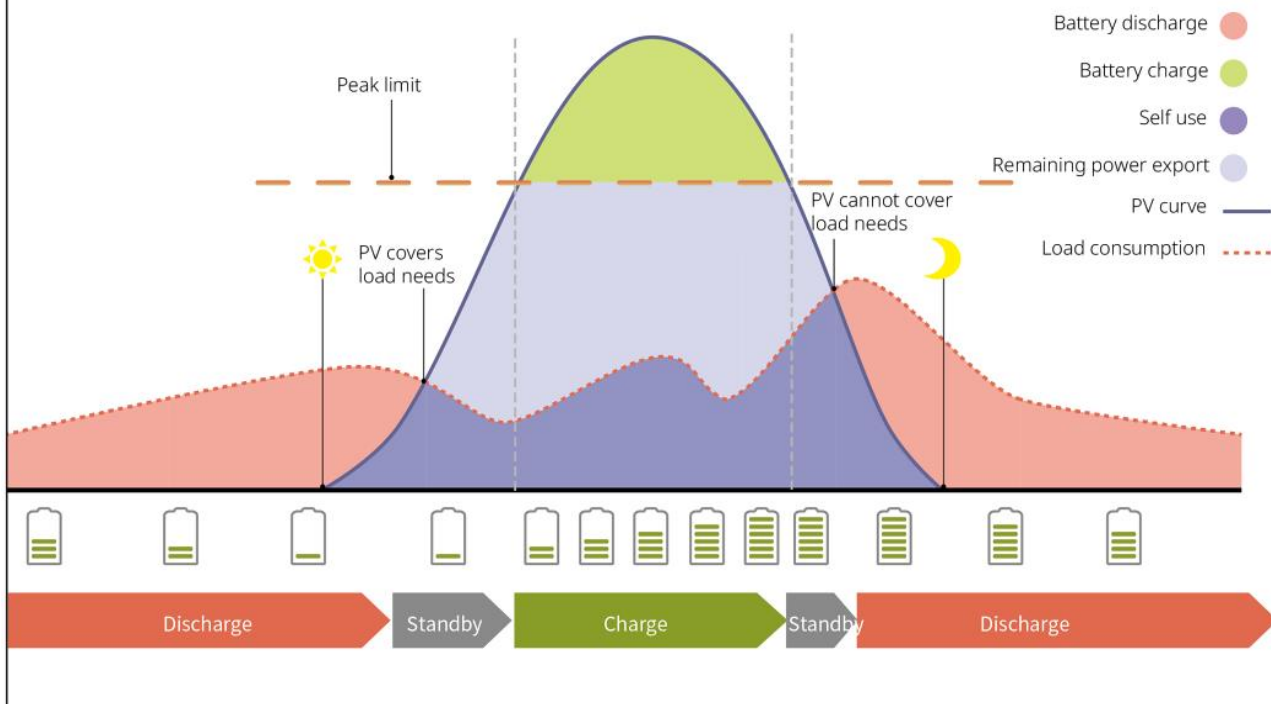 Battery discharge
Battery charge
Self use
Remaining power export
PV curve
Load consumption
Peak limit
PV covers
load needs
PV cannot cover
load needs
Discharge
Standby
Charge
Standby
Discharge